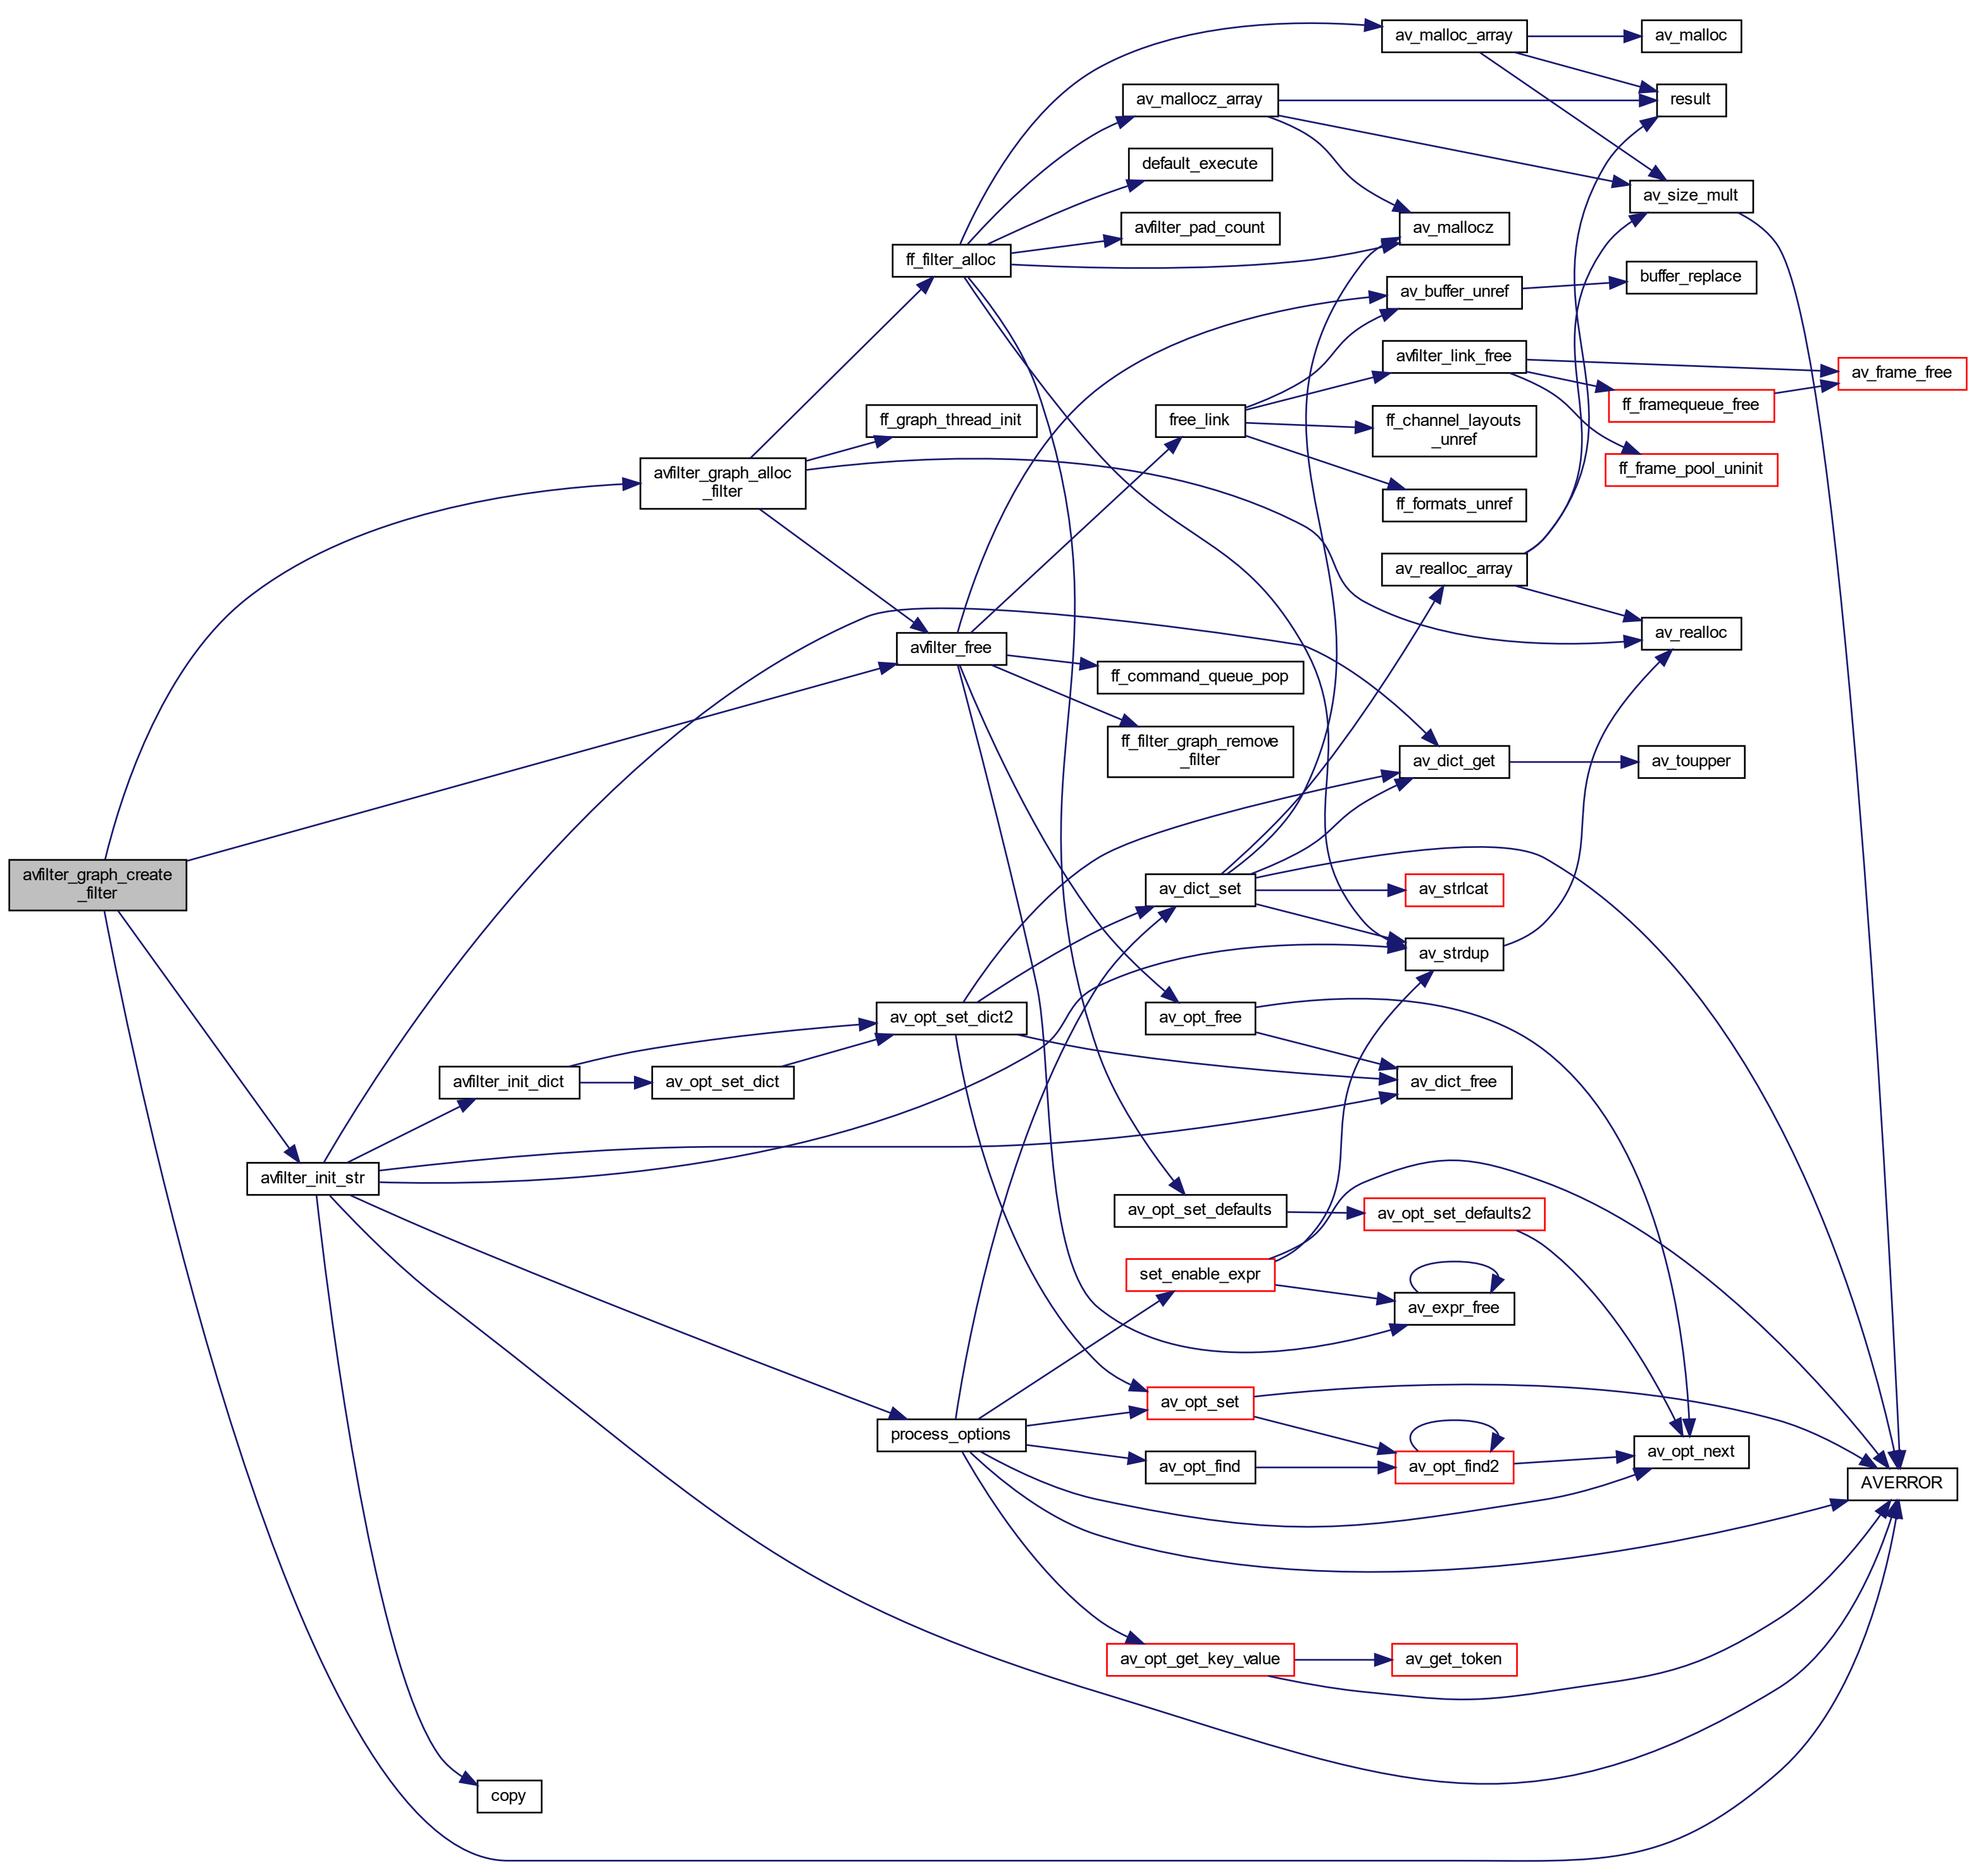 av_malloc_array
av_malloc
av_mallocz_array
result
default_execute
av_size_mult
avfilter_pad_count
av_mallocz
ff_filter_alloc
buffer_replace
av_buffer_unref
avfilter_link_free
av_frame_free
ff_framequeue_free
ff_graph_thread_init
free_link
ff_channel_layouts
_unref
avfilter_graph_alloc
_filter
ff_frame_pool_uninit
ff_formats_unref
av_realloc_array
av_realloc
avfilter_free
ff_command_queue_pop
ff_filter_graph_remove
_filter
av_dict_get
av_toupper
avfilter_graph_create
_filter
av_dict_set
av_strlcat
av_strdup
av_opt_set_dict2
av_opt_free
avfilter_init_dict
av_opt_set_dict
av_dict_free
avfilter_init_str
av_opt_set_defaults
av_opt_set_defaults2
set_enable_expr
av_expr_free
av_opt_set
process_options
av_opt_find
av_opt_find2
av_opt_next
AVERROR
av_opt_get_key_value
av_get_token
copy